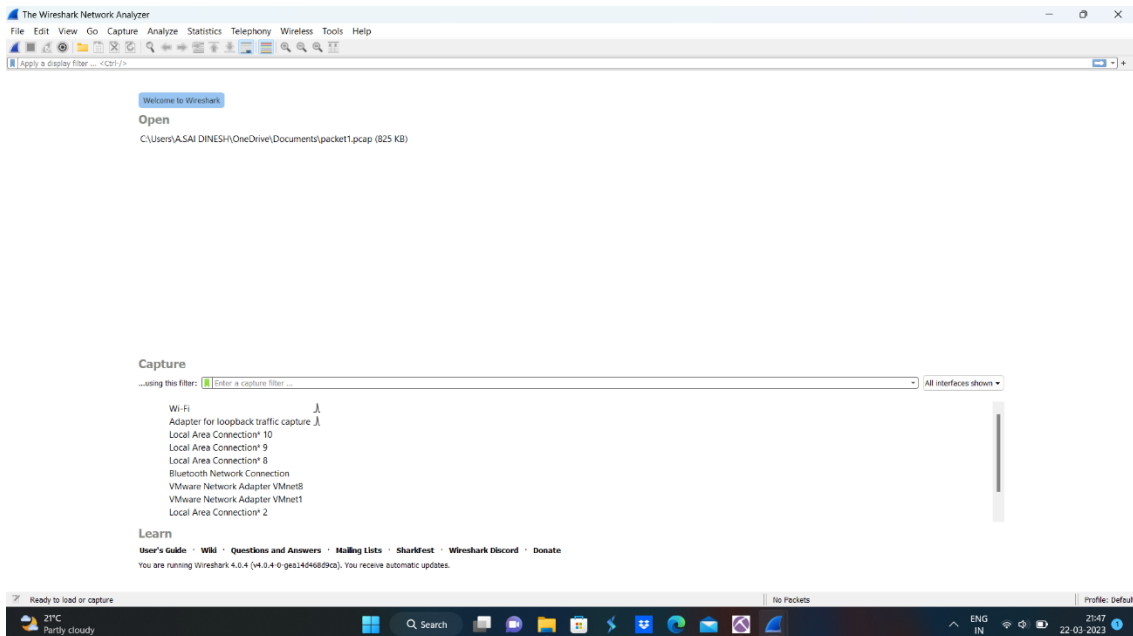 The Wireshark Network Analyzer
File Edit View Go Capture Analyze Statistics Telephony Wireless Tools Help
Apply a display filter ... <Ctrl-/>
Welcome to Wireshark
Open
C:\Users\A.SAI DINESH\OneDrive\Documents\packet1.pcap (825 KB)
Capture
...using this filter: Enter a capture filter ... All interfaces shown
Wi-Fi
Adapter for loopback traffic capture
Local Area Connection* 10
Local Area Connection* 9
Local Area Connection* 8
Bluetooth Network Connection
VMware Network Adapter VMnet8
VMware Network Adapter VMnet1
Local Area Connection* 2
Learn
User's Guide · Wiki · Questions and Answers · Mailing Lists · SharkFest · Wireshark Discord · Donate
You are running Wireshark 4.0.4 (v4.0.4-0-gea14d468d9ca). You receive automatic updates.
Ready to load or capture No Packets Profile: Defaul
21°C
Partly cloudy
Search
ENG
IN
21:47
22-03-2023
1